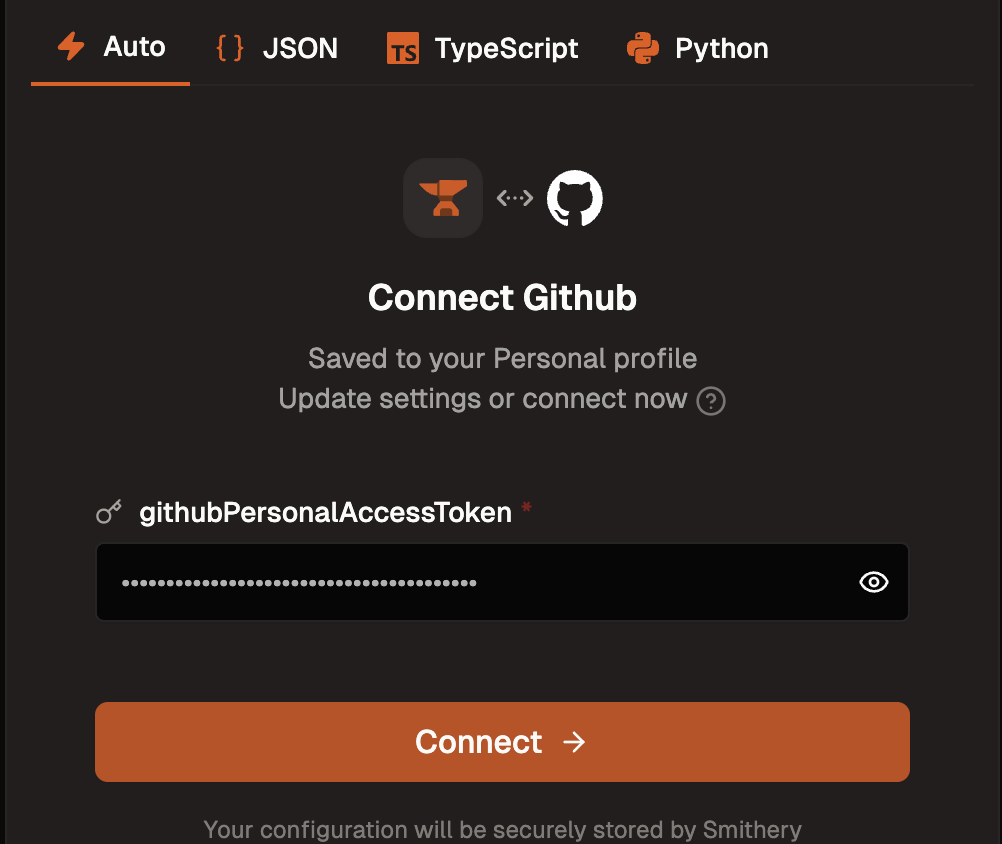 Auto { } JSON TS TypeScript Python
Connect Github
Saved to your Personal profile
Update settings or connect now ?
githubPersonalAccessToken *
••••••••••••••••••••••••••••••••••••••••
Connect →
Your configuration will be securely stored by Smithery